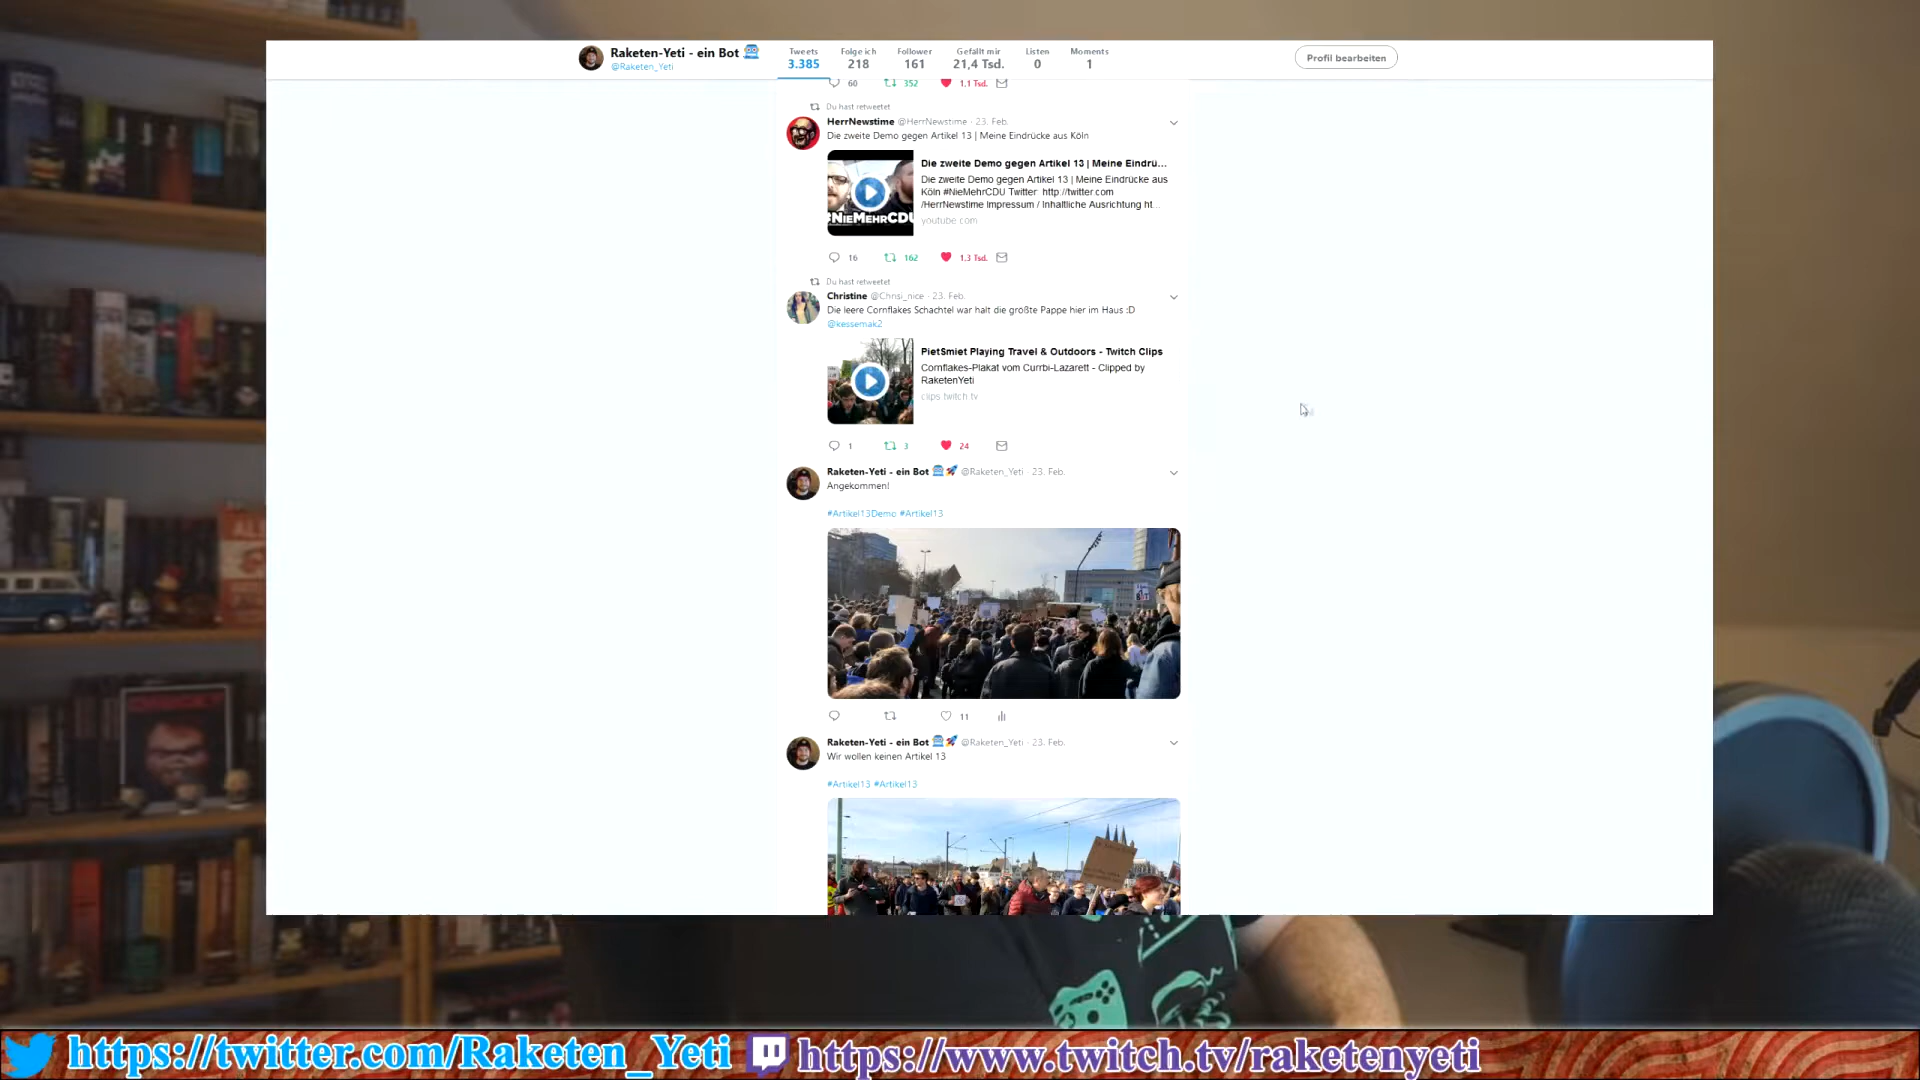 Raketen-Yeti - ein Bot
@Raketen_Yeti
Tweets
3.385
Folge ich
218
Follower
161
Gefällt mir
21,4 Tsd.
Listen
0
Moments
1
Profil bearbeiten
60 352 1.1 Tsd.
Du hast retweetet
HerrNewstime @HerrNewstime · 23. Feb.
Die zweite Demo gegen Artikel 13 | Meine Eindrücke aus Köln
#NIEMEHRCDU
Die zweite Demo gegen Artikel 13 | Meine Eindrü...
Die zweite Demo gegen Artikel 13 | Meine Eindrücke aus
Köln #NieMehrCDU Twitter http://twitter.com
/HerrNewstime Impressum / Inhaltliche Ausrichtung ht...
youtube.com
16 162 1.3 Tsd.
Du hast retweetet
Christine @Chrisi_nice · 23. Feb.
Die leere Cornflakes Schachtel war halt die größte Pappe hier im Haus :D
@kessemak2
PietSmiet Playing Travel & Outdoors - Twitch Clips
Cornflakes-Plakat vom Currbi-Lazarett - Clipped by
RaketenYeti
clips.twitch.tv
1 3 24
Raketen-Yeti - ein Bot @Raketen_Yeti · 23. Feb.
Angekommen!
#Artikel13Demo #Artikel13
11
Raketen-Yeti - ein Bot @Raketen_Yeti · 23. Feb.
Wir wollen keinen Artikel 13
#Artikel13 #Artikel13
https://twitter.com/Raketen_Yeti https://www.twitch.tv/raketenyeti